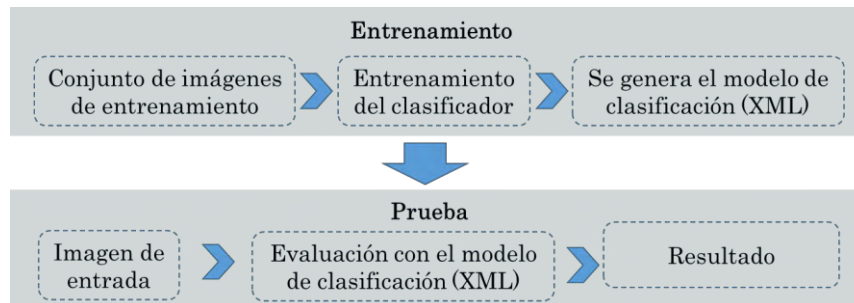 Entrenamiento
Conjunto de imágenes
de entrenamiento
Entrenamiento
del clasificador
Se genera el modelo de
clasificación (XML)
Prueba
Imagen de
entrada
Evaluación con el modelo
de clasificación (XML)
Resultado